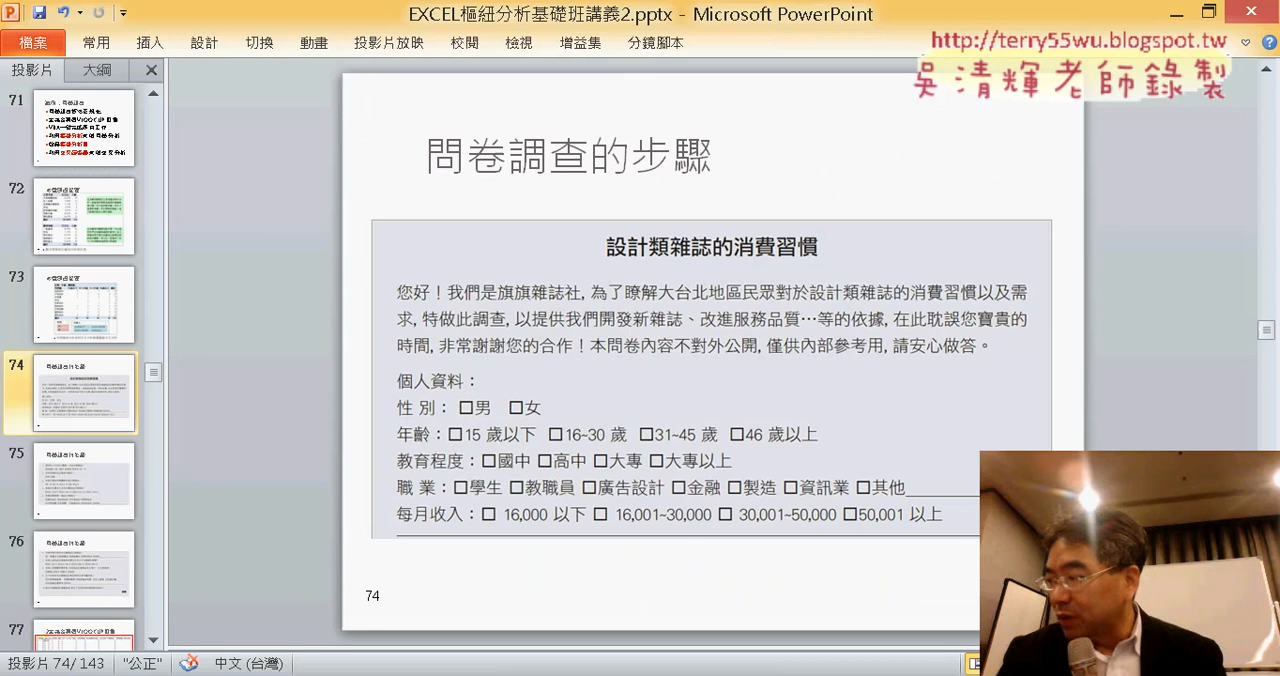 EXCEL樞紐分析基礎班講義2.pptx - Microsoft PowerPoint
檔案 常用 插入 設計 切換 動畫 投影片放映 校閱 檢視 增益集 分鏡腳本
http://terry55wu.blogspot.tw
吳清輝老師錄製
投影片 大綱
71
72
73
74
75
76
77
問卷調查的步驟
設計類雜誌的消費習慣
您好！我們是旗旗雜誌社, 為了瞭解大台北地區民眾對於設計類雜誌的消費習慣以及需
求, 特做此調查, 以提供我們開發新雜誌、改進服務品質…等的依據, 在此耽誤您寶貴的
時間, 非常謝謝您的合作！本問卷內容不對外公開, 僅供內部參考用, 請安心做答。
個人資料：
性 別：□男 □女
年齡：□15 歲以下 □16~30 歲 □31~45 歲 □46 歲以上
教育程度：□國中 □高中 □大專 □大專以上
職 業：□學生 □教職員 □廣告設計 □金融 □製造 □資訊業 □其他
每月收入：□ 16,000 以下 □ 16,001~30,000 □ 30,001~50,000 □50,001 以上
74
投影片 74/ 143 "公正" 中文 (台灣)